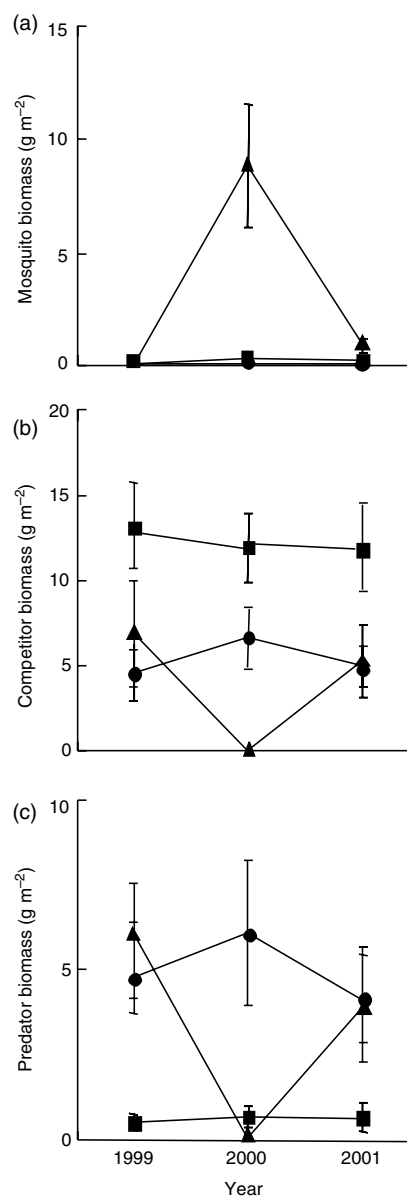 (a)
Mosquito biomass (g m⁻²)
15
10
5
0
(b)
Competitor biomass (g m⁻²)
20
15
10
5
0
(c)
Predator biomass (g m⁻²)
10
5
0
1999 2000 2001
Year